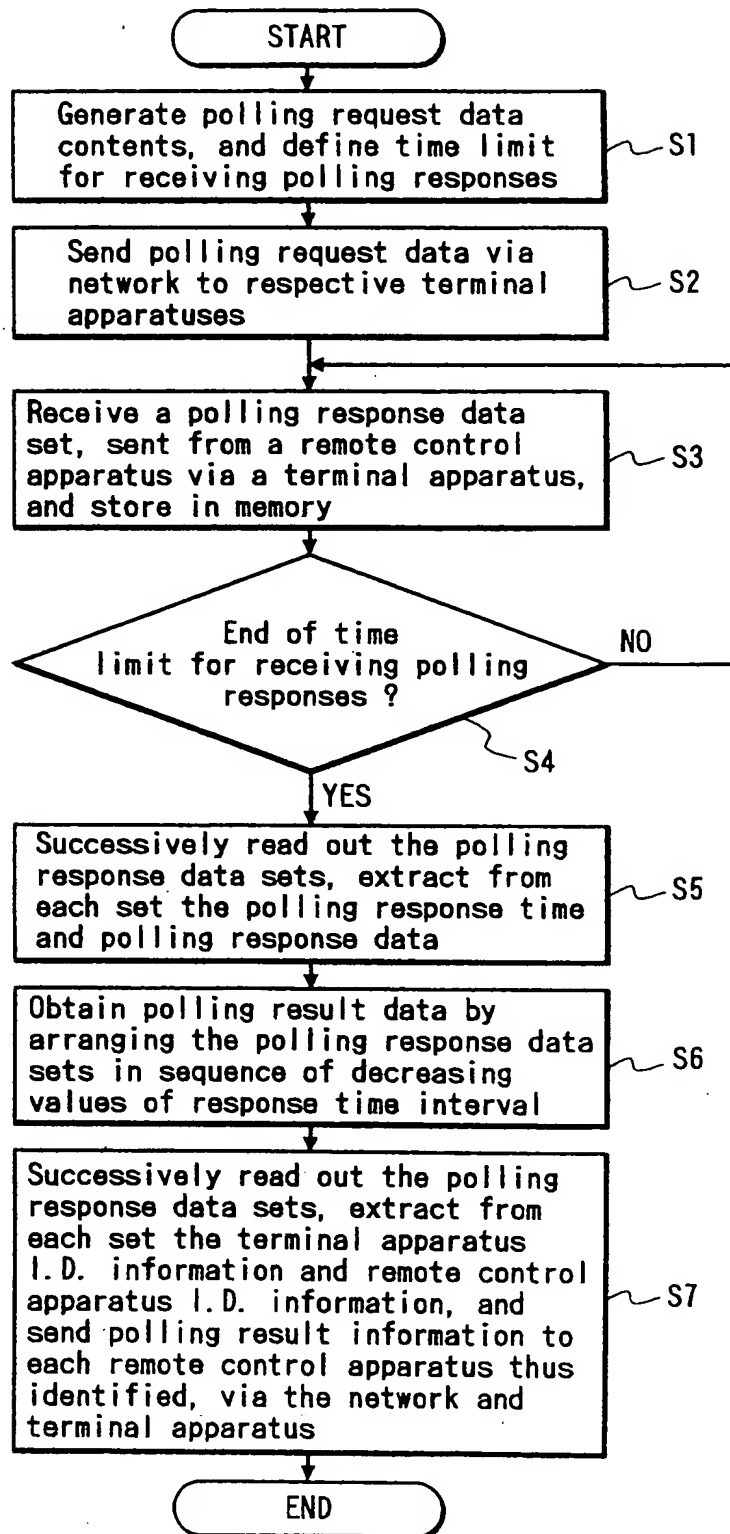 START
Generate polling request data
contents, and define time limit
for receiving polling responses
S1
Send polling request data via
network to respective terminal
apparatuses
S2
Receive a polling response data
set, sent from a remote control
apparatus via a terminal apparatus,
and store in memory
S3
End of time
limit for receiving polling
responses ?
NO
S4
YES
Successively read out the polling
response data sets, extract from
each set the polling response time
and polling response data
S5
Obtain polling result data by
arranging the polling response data
sets in sequence of decreasing
values of response time interval
S6
Successively read out the polling
response data sets, extract from
each set the terminal apparatus
I.D. information and remote control
apparatus I.D. information, and
send polling result information to
each remote control apparatus thus
identified, via the network and
terminal apparatus
S7
END